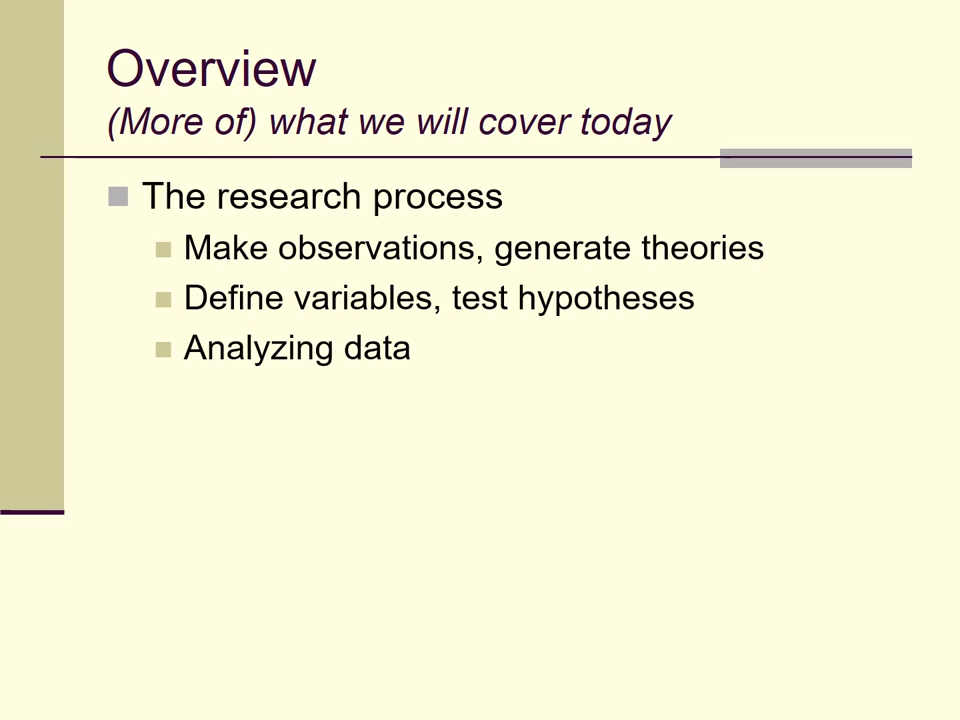 Overview
(More of) what we will cover today
The research process
Make observations, generate theories
Define variables, test hypotheses
Analyzing data